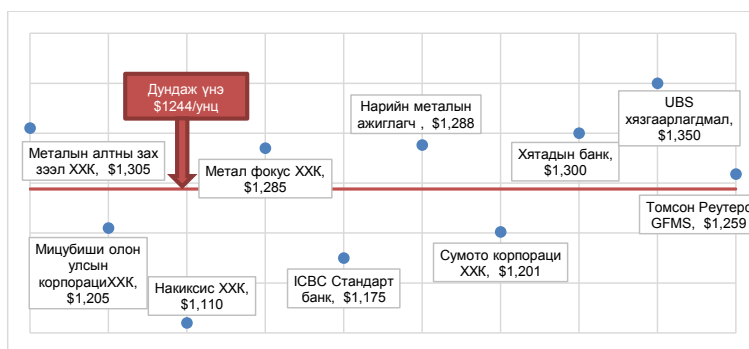 Дундаж үнэ
$1244/унц
Металын алтны зах
зээл ХХК, $1,305
Мицубиши олон
улсын
корпорациХХК,
$1,205
Накиксис ХХК,
$1,110
Метал фокус ХХК,
$1,285
ICBC Стандарт
банк, $1,175
Нарийн металын
ажиглагч , $1,288
Сумото корпораци
ХХК, $1,201
Хятадын банк,
$1,300
UBS
хязгаарлагдмал,
$1,350
Томсон Реутерс
GFMS, $1,259